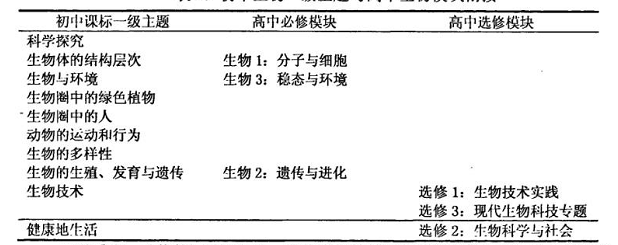 初中课标一级主题 高中必修模块 高中选修模块
科学探究
生物体的结构层次 生物1：分子与细胞
生物与环境 生物3：稳态与环境
生物圈中的绿色植物
生物圈中的人
动物的运动和行为
生物的多样性
生物的生殖、发育与遗传 生物2：遗传与进化
生物技术 选修1：生物技术实践
选修3：现代生物科技专题
健康地生活 选修2：生物科学与社会